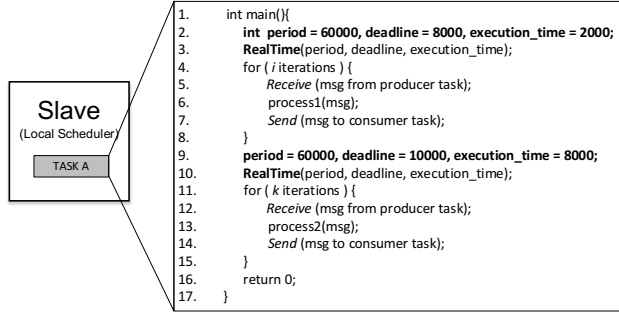 Slave
(Local Scheduler)
TASK A
1. int main(){
2. int period = 60000, deadline = 8000, execution_time = 2000;
3. RealTime(period, deadline, execution_time);
4. for ( i iterations ) {
5. Receive (msg from producer task);
6. process1(msg);
7. Send (msg to consumer task);
8. }
9. period = 60000, deadline = 10000, execution_time = 8000;
10. RealTime(period, deadline, execution_time);
11. for ( k iterations ) {
12. Receive (msg from producer task);
13. process2(msg);
14. Send (msg to consumer task);
15. }
16. return 0;
17. }